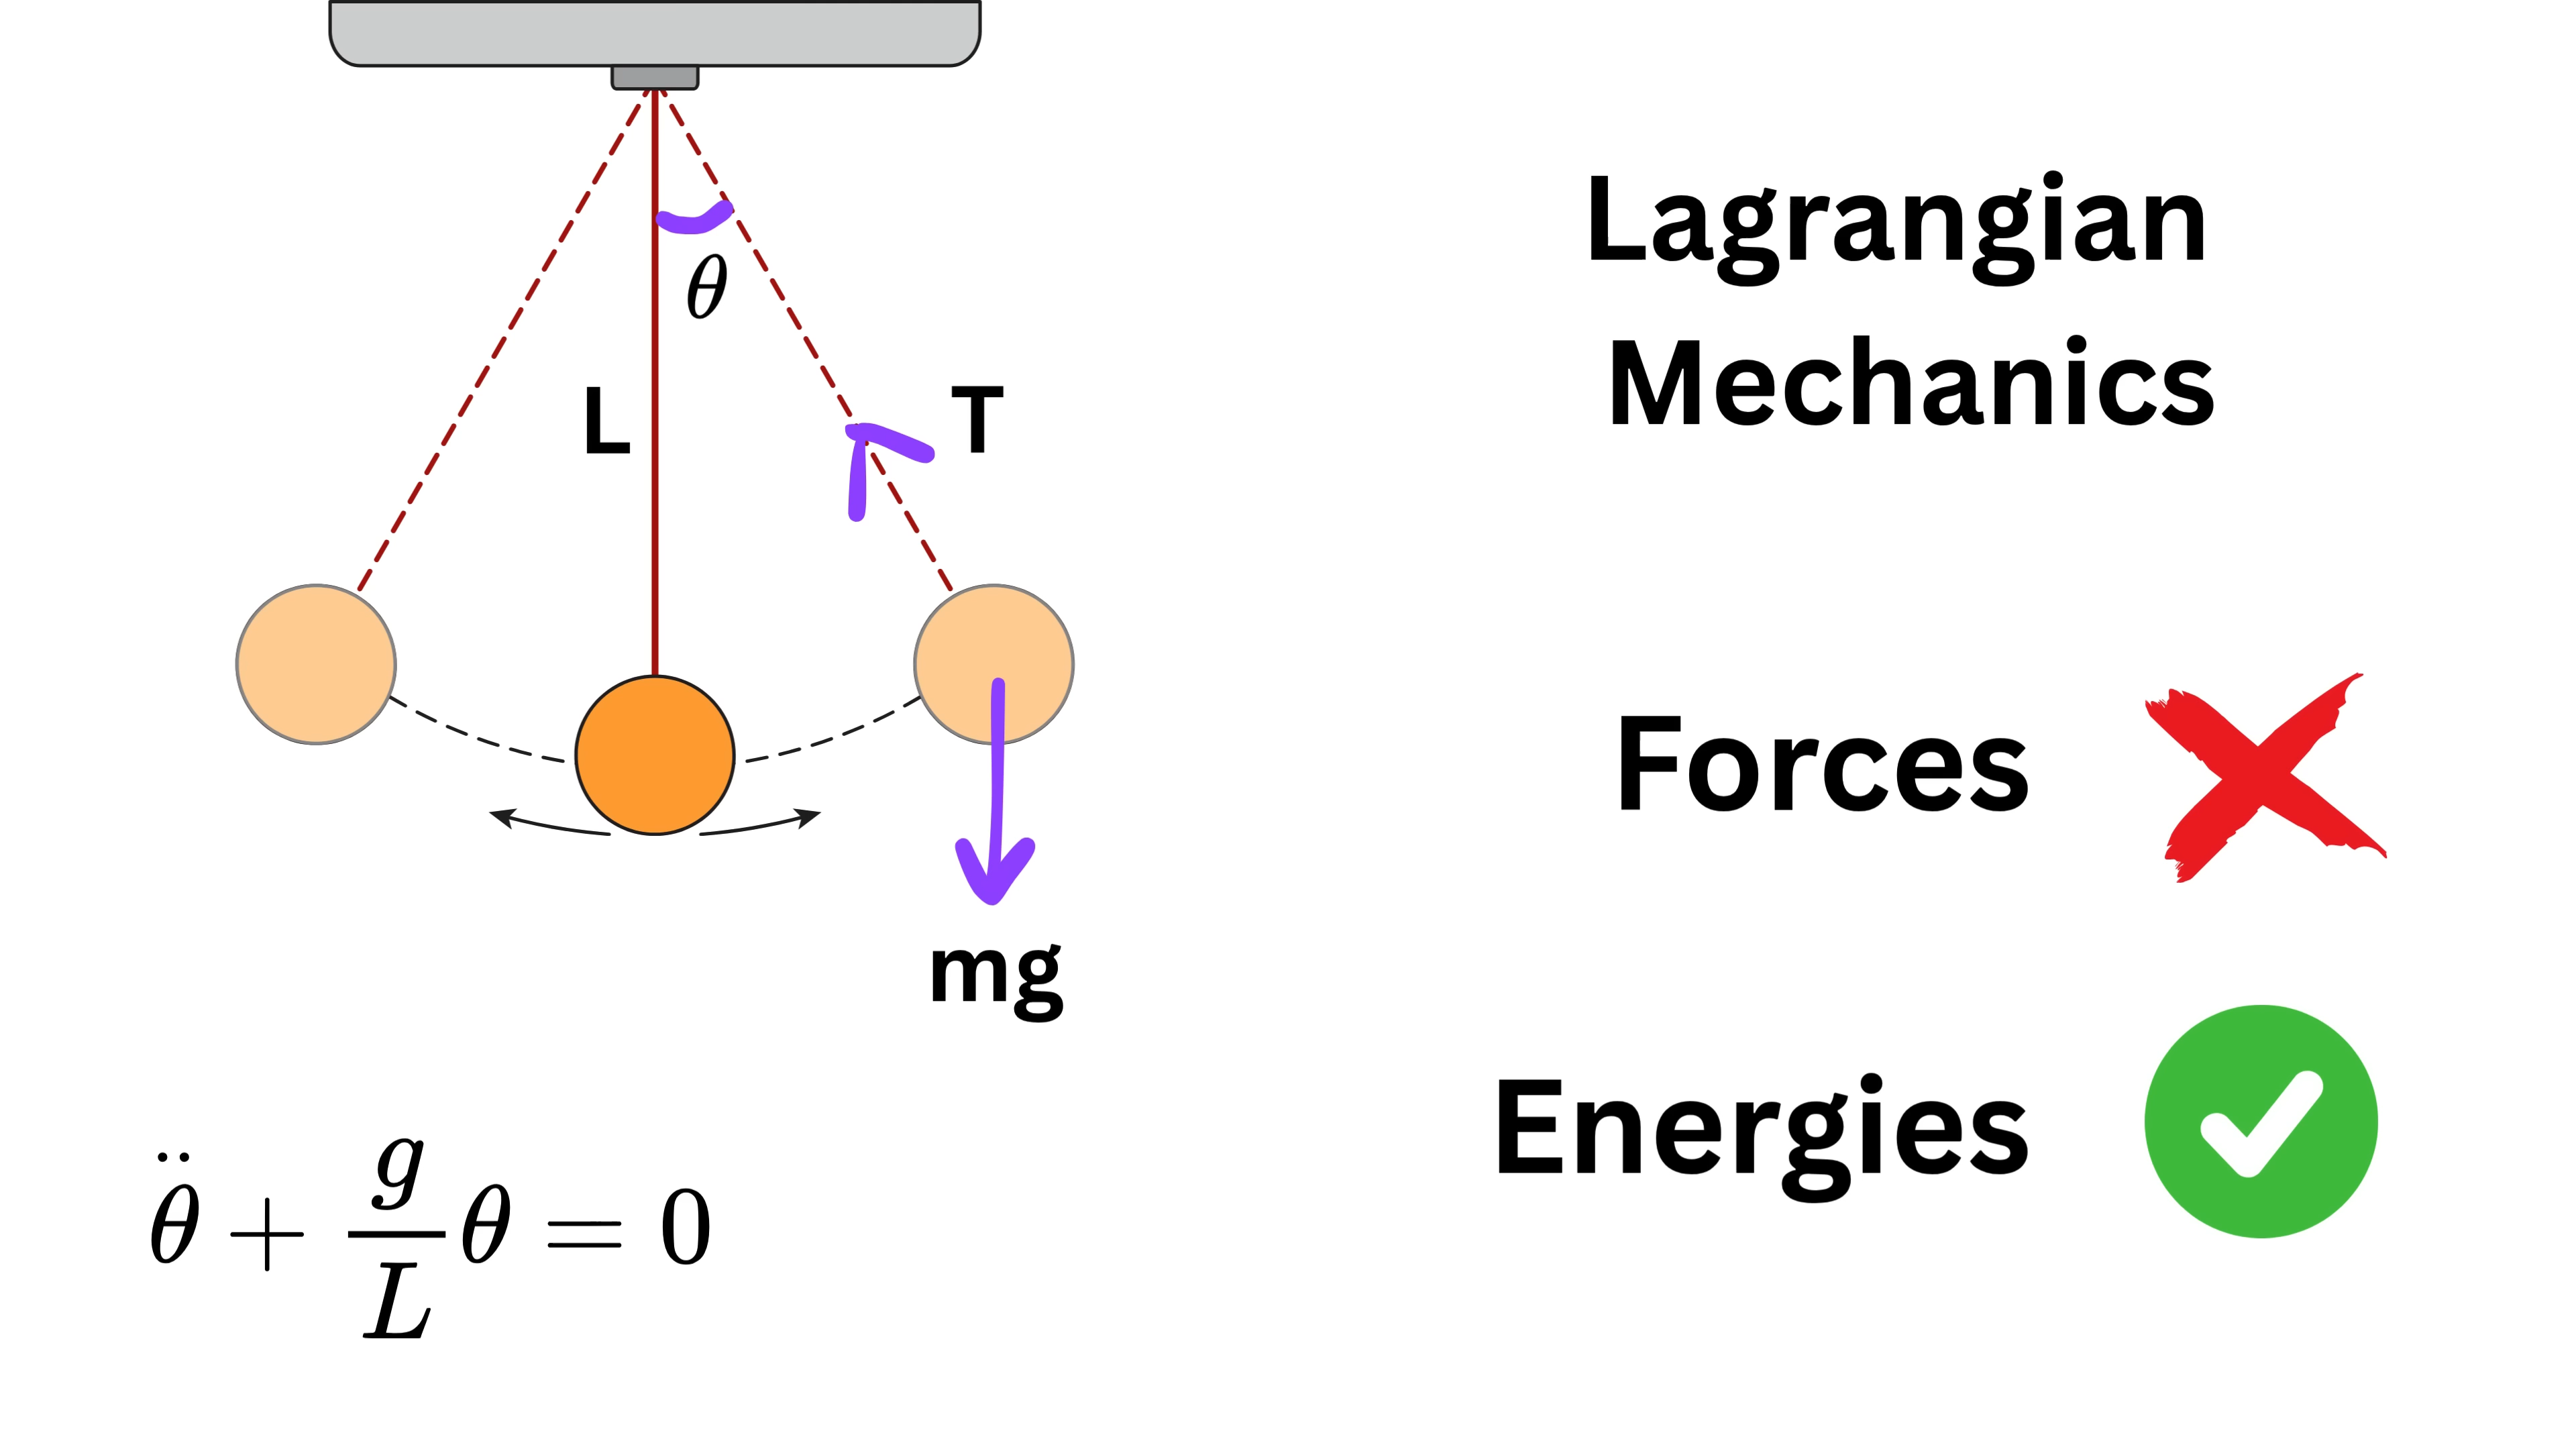 θ
L
T
mg
θ̈ + g/L θ = 0
Lagrangian
Mechanics
Forces
Energies